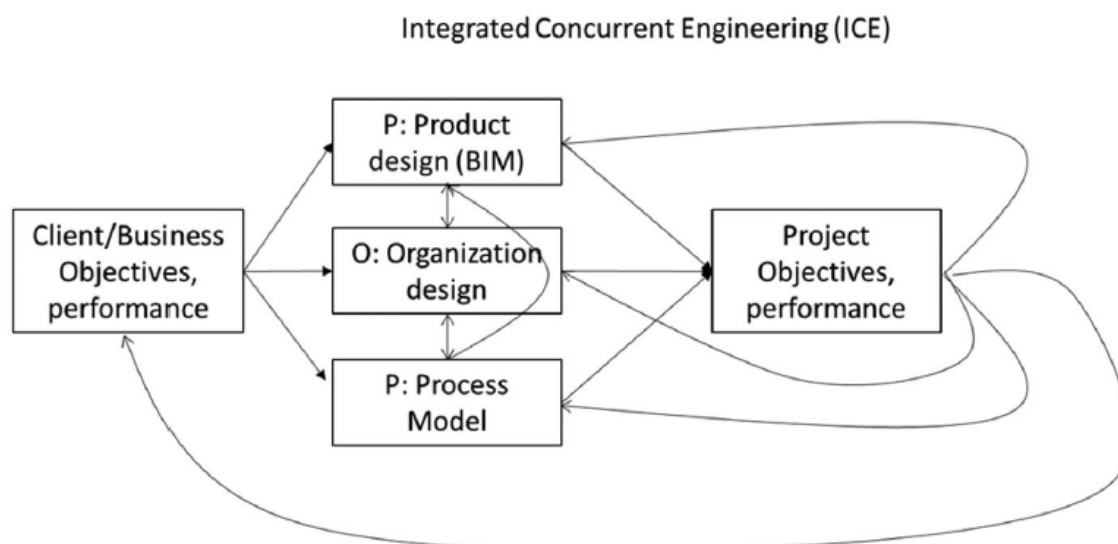 Integrated Concurrent Engineering (ICE)
P: Product
design (BIM)
Client/Business
Objectives,
performance
O: Organization
design
Project
Objectives,
performance
P: Process
Model